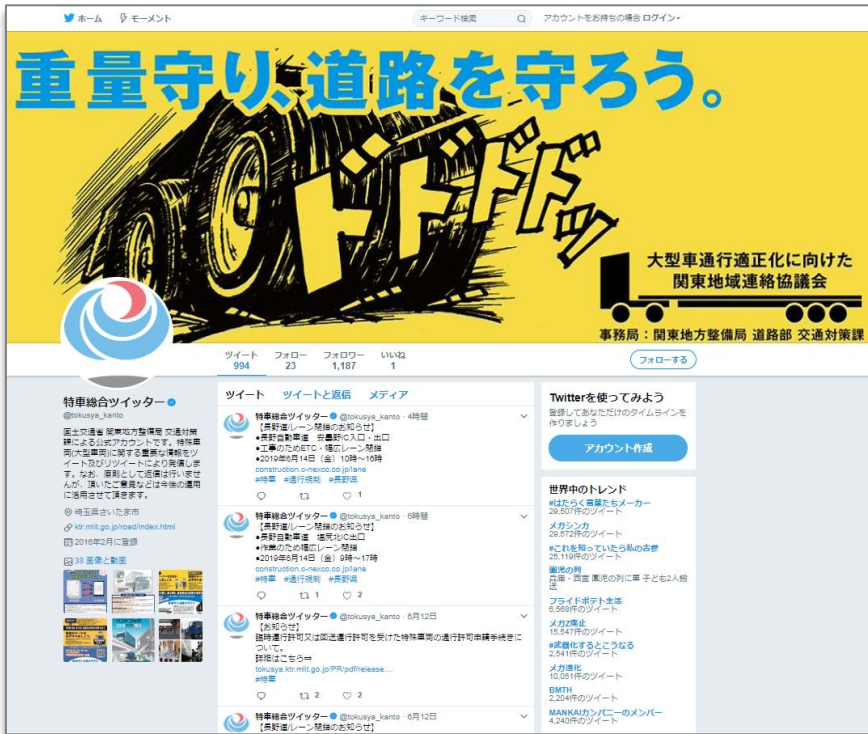 ホーム モーメント キーワード検索 アカウントをお持ちの場合 ログイン
重量守り、道路を守ろう。
ドドドドッ
大型車通行適正化に向けた
関東地域連絡協議会
事務局：関東地方整備局 道路部 交通対策課
ツイート フォロー フォロワー いいね
994 23 1,187 1
フォローする
特車総合ツイッター
@tokusya_kanto
国土交通省 関東地方整備局 交通対策
課による公式アカウントです。特殊車
両(大型車両)に関する重要な情報をツ
イート及びリツイートにより発信しま
す。なお、原則として返信は行いませ
んが、頂いたご意見などは今後の運用
に活用させて頂きます。
埼玉県さいたま市
ktr.mlit.go.jp/road/index.html
2016年2月に登録
38 画像と動画
ツイート ツイートと返信 メディア
特車総合ツイッター @tokusya_kanto · 4時間
【長野道/レーン閉鎖のお知らせ】
●長野自動車道 安曇野IC入口・出口
●工事のためETC・幅広レーン閉鎖
●2019年6月14日（金）10時～16時
construction.c-nexco.co.jp/lane
#特車 #通行規制 #長野県
1
特車総合ツイッター @tokusya_kanto · 6時間
【長野道/レーン閉鎖のお知らせ】
●長野自動車道 塩尻北IC出口
●作業のため幅広レーン閉鎖
●2019年6月14日（金）9時～17時
construction.c-nexco.co.jp/lane
#特車 #通行規制 #長野県
1 2
特車総合ツイッター @tokusya_kanto · 6月12日
【お知らせ】
臨時運行許可又は回送運行許可を受けた特殊車両の通行許可申請手続きに
ついて。
詳細はこちら⇒
tokusya.ktr.mlit.go.jp/PR/pdf/release…
#特車
2 2
特車総合ツイッター @tokusya_kanto · 6月12日
【長野道/レーン閉鎖のお知らせ】
Twitterを使ってみよう
登録してあなただけのタイムラインを
作りましょう
アカウント作成
世界中のトレンド
#はたらく言葉たちメーカー
29,507件のツイート
メガシンカ
29,572件のツイート
#これを知っていたら私の古参
25,119件のツイート
園児の列
兵庫・西宮 園児の列に車 子ども2人搬
送
フライドポテト生活
6,568件のツイート
メガZ廃止
15,547件のツイート
#武器化するとこうなる
2,541件のツイート
メガ進化
10,051件のツイート
BMTH
2,204件のツイート
MANKAIカンパニーのメンバー
4,240件のツイート